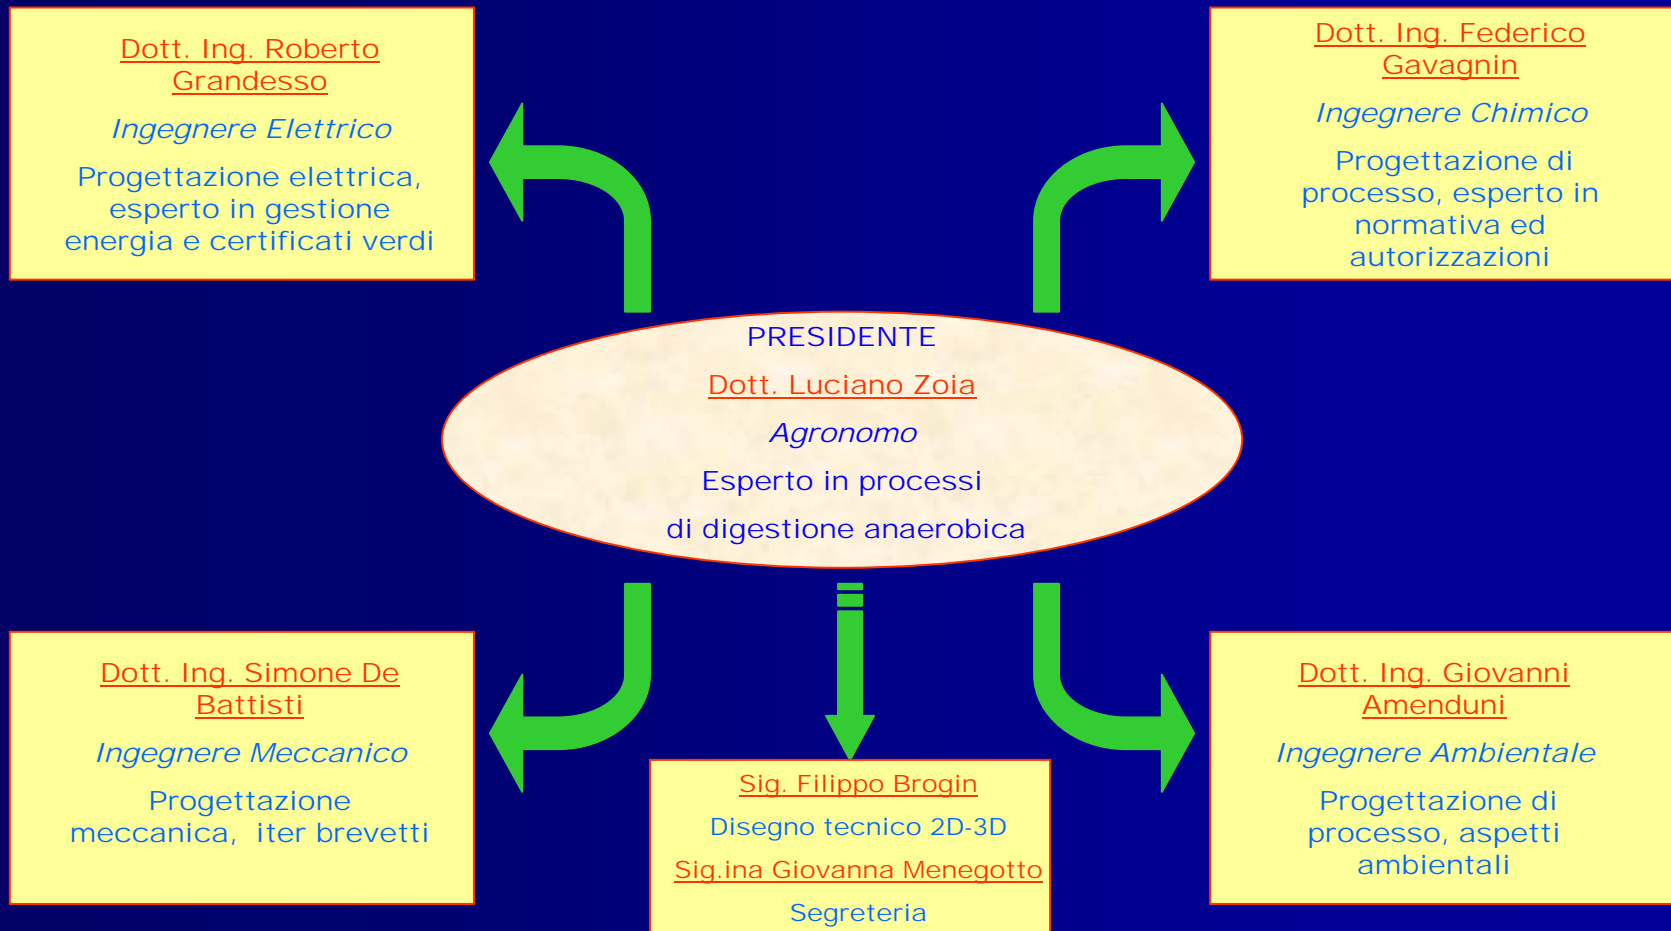 Dott. Ing. Roberto
Grandesso
Ingegnere Elettrico
Progettazione elettrica,
esperto in gestione
energia e certificati verdi
Dott. Ing. Federico
Gavagnin
Ingegnere Chimico
Progettazione di
processo, esperto in
normativa ed
autorizzazioni
PRESIDENTE
Dott. Luciano Zoia
Agronomo
Esperto in processi
di digestione anaerobica
Dott. Ing. Simone De
Battisti
Ingegnere Meccanico
Progettazione
meccanica,  iter brevetti
Sig. Filippo Brogin
Disegno tecnico 2D-3D
Sig.ina Giovanna Menegotto
Segreteria
Dott. Ing. Giovanni
Amenduni
Ingegnere Ambientale
Progettazione di
processo, aspetti
ambientali